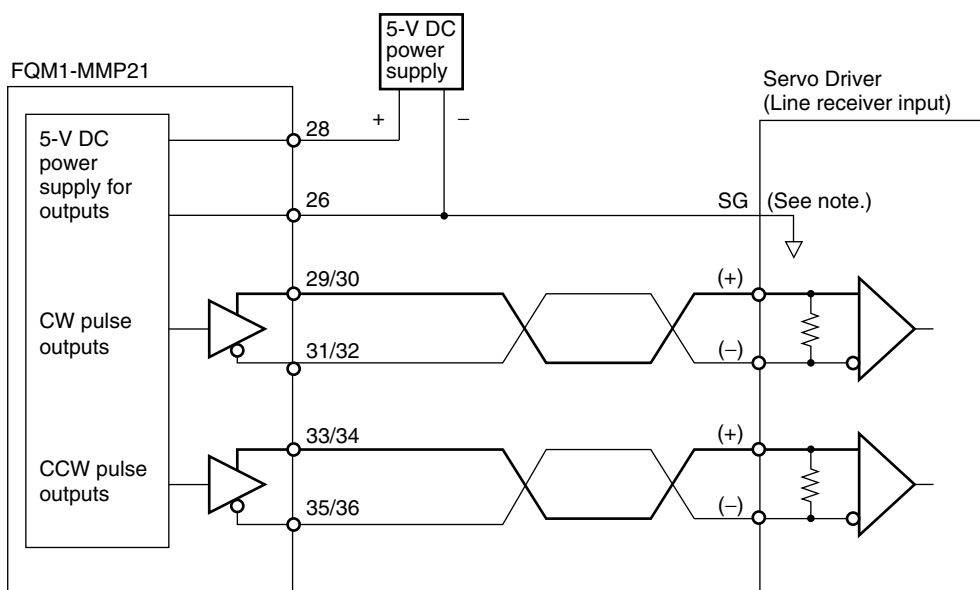 5-V DC
power
supply
FQM1-MMP21
Servo Driver
(Line receiver input)
+
−
28
5-V DC
power
supply for
outputs
26
SG
(See note.)
29/30
(+)
CW pulse
outputs
31/32
(−)
33/34
(+)
CCW pulse
outputs
35/36
(−)